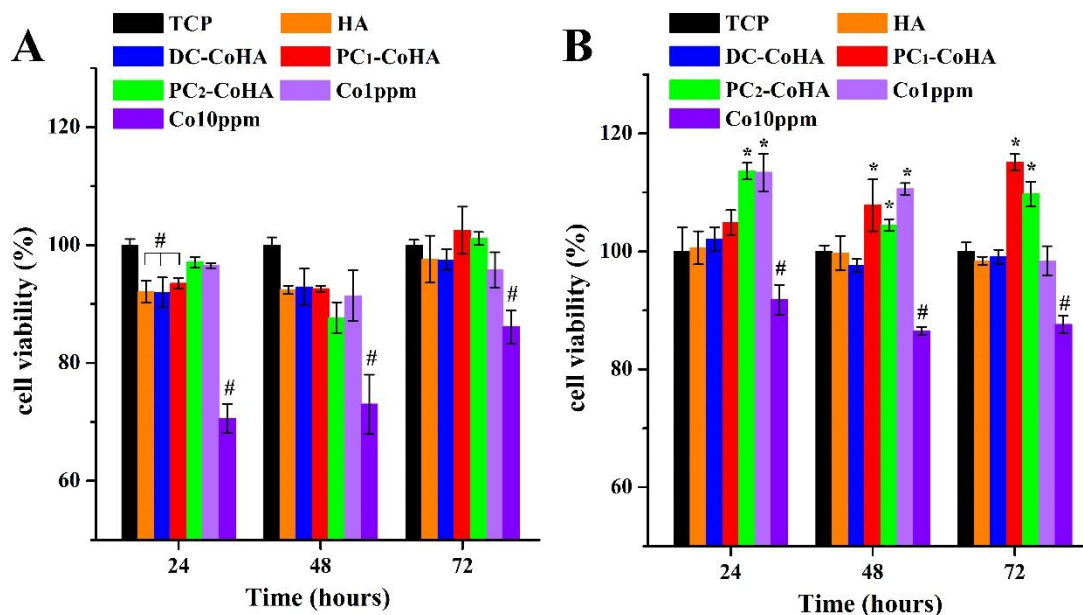 A
TCP HA
DC-CoHA PC₁-CoHA
PC₂-CoHA Co1ppm
Co10ppm
cell viability (%)
120
100
80
60
#
#
#
#
24 48 72
Time (hours)
B
TCP HA
DC-CoHA PC₁-CoHA
PC₂-CoHA Co1ppm
Co10ppm
cell viability (%)
120
100
80
60
* *
#
*
*
*
#
*
*
#
24 48 72
Time (hours)